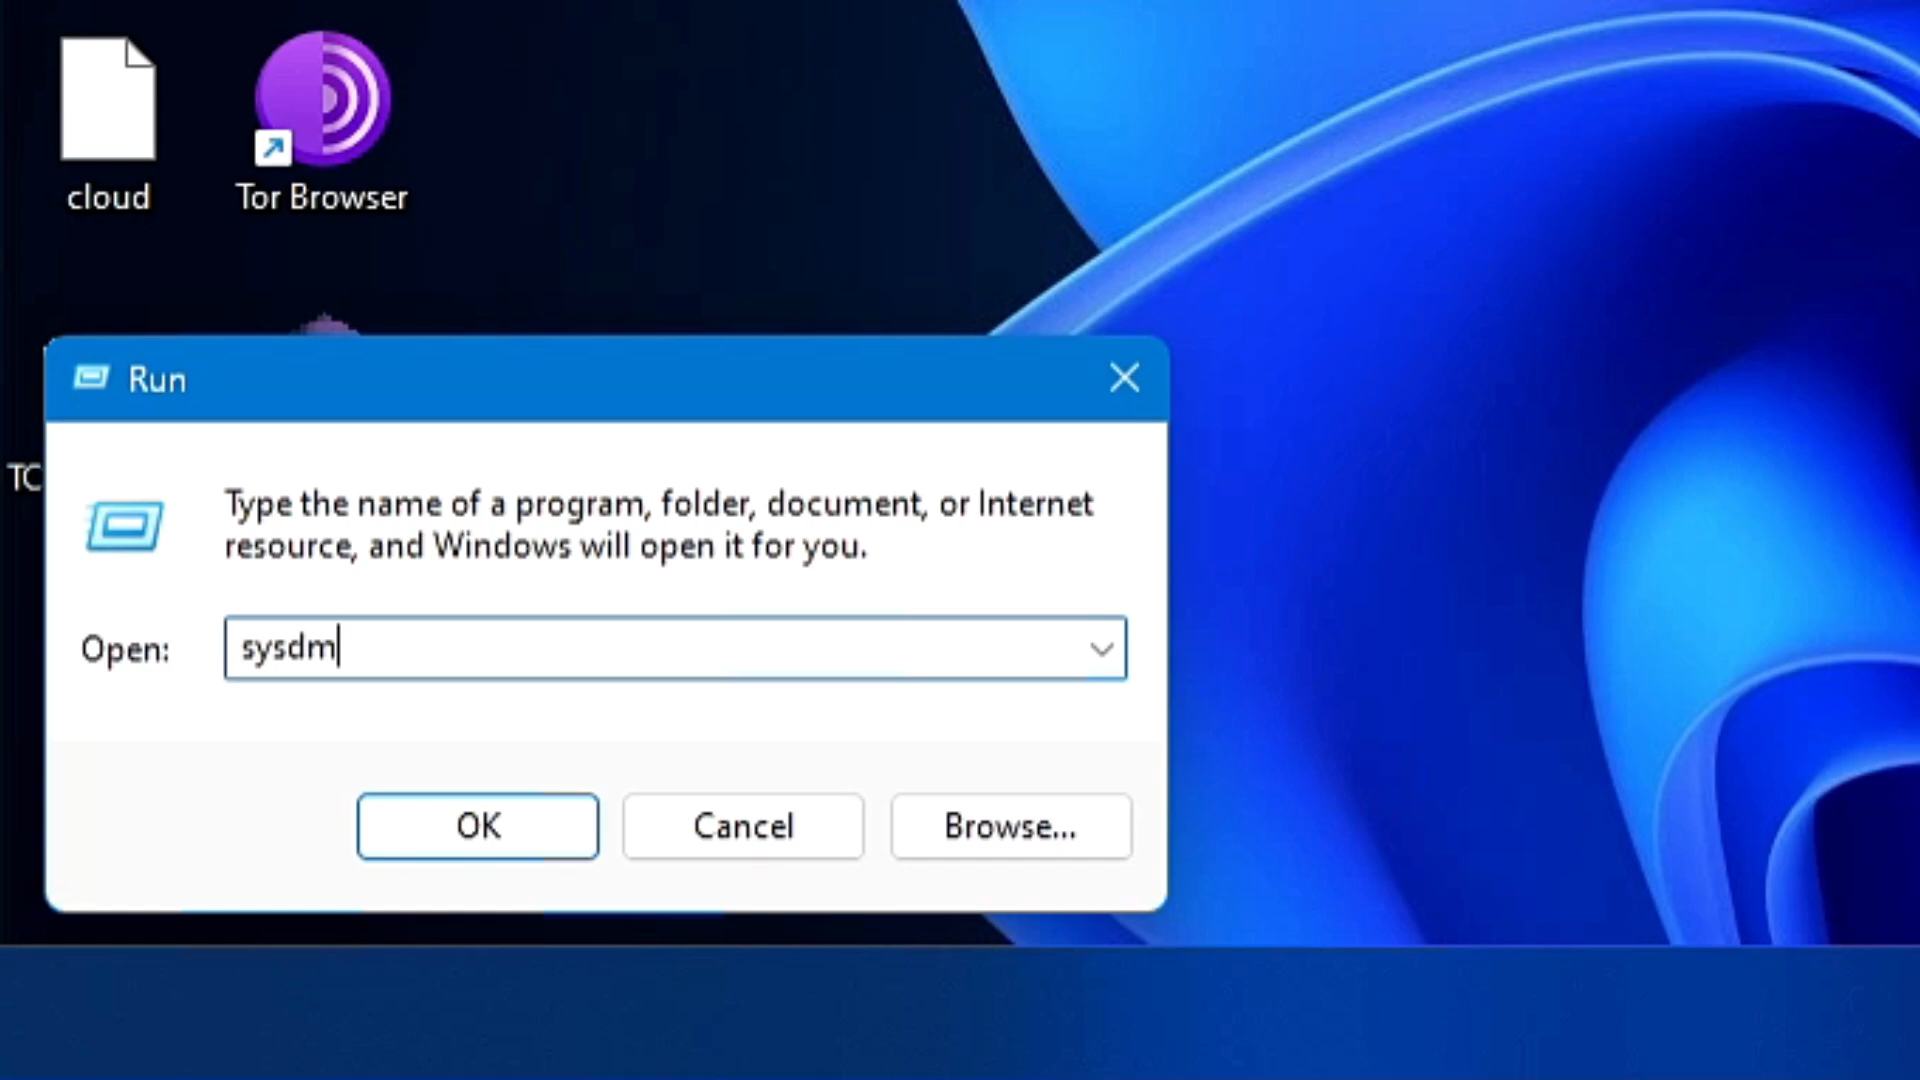 cloud
Tor Browser
Run
TC
Type the name of a program, folder, document, or Internet
resource, and Windows will open it for you.
Open:
sysdm
OK
Cancel
Browse...